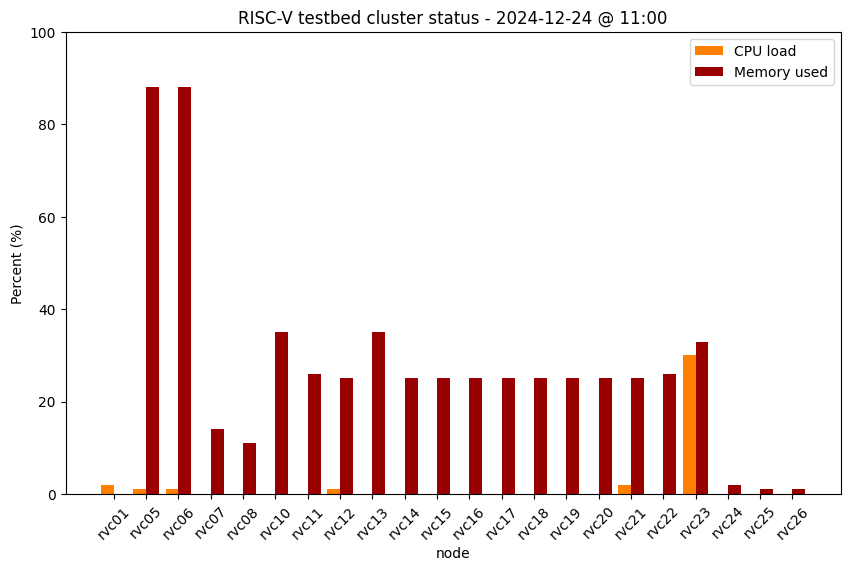 RISC-V testbed cluster status - 2024-12-24 @ 11:00
CPU load
Memory used
Percent (%)
100
80
60
40
20
0
rvc01 rvc05 rvc06 rvc07 rvc08 rvc10 rvc11 rvc12 rvc13 rvc14 rvc15 rvc16 rvc17 rvc18 rvc19 rvc20 rvc21 rvc22 rvc23 rvc24 rvc25 rvc26
node